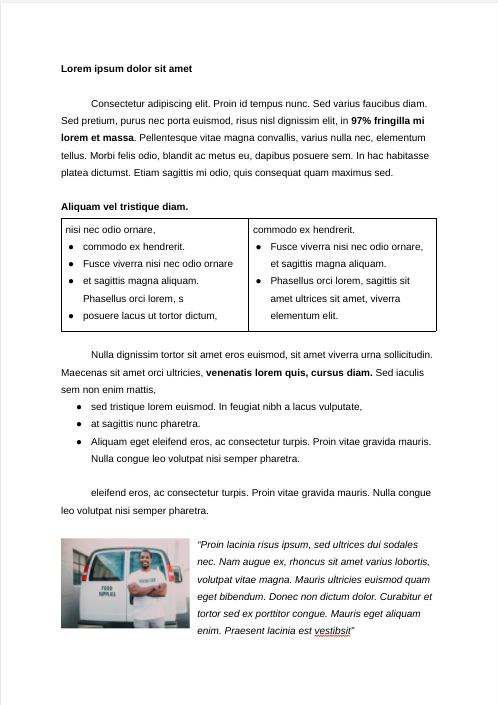 Lorem ipsum dolor sit amet
Consectetur adipiscing elit. Proin id tempus nunc. Sed varius faucibus diam.
Sed pretium, purus nec porta euismod, risus nisl dignissim elit, in 97% fringilla mi
lorem et massa. Pellentesque vitae magna convallis, varius nulla nec, elementum
tellus. Morbi felis odio, blandit ac metus eu, dapibus posuere sem. In hac habitasse
platea dictumst. Etiam sagittis mi odio, quis consequat quam maximus sed.
Aliquam vel tristique diam.
nisi nec odio ornare,
● commodo ex hendrerit.
● Fusce viverra nisi nec odio ornare
● et sagittis magna aliquam.
Phasellus orci lorem, s
● posuere lacus ut tortor dictum,
commodo ex hendrerit.
● Fusce viverra nisi nec odio ornare,
et sagittis magna aliquam.
● Phasellus orci lorem, sagittis sit
amet ultrices sit amet, viverra
elementum elit.
Nulla dignissim tortor sit amet eros euismod, sit amet viverra urna sollicitudin.
Maecenas sit amet orci ultricies, venenatis lorem quis, cursus diam. Sed iaculis
sem non enim mattis,
● sed tristique lorem euismod. In feugiat nibh a lacus vulputate,
● at sagittis nunc pharetra.
● Aliquam eget eleifend eros, ac consectetur turpis. Proin vitae gravida mauris.
Nulla congue leo volutpat nisi semper pharetra.
eleifend eros, ac consectetur turpis. Proin vitae gravida mauris. Nulla congue
leo volutpat nisi semper pharetra.
FOOD
SUPPLIES
"Proin lacinia risus ipsum, sed ultrices dui sodales
nec. Nam augue ex, rhoncus sit amet varius lobortis,
volutpat vitae magna. Mauris ultricies euismod quam
eget bibendum. Donec non dictum dolor. Curabitur et
tortor sed ex porttitor congue. Mauris eget aliquam
enim. Praesent lacinia est vestibsit"